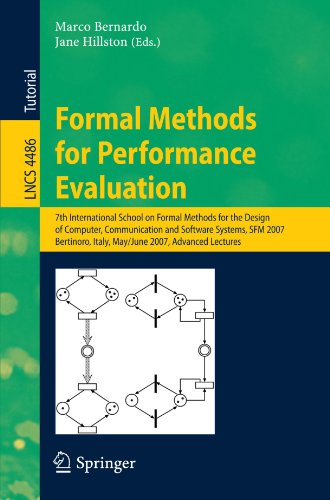 Marco Bernardo
Jane Hillston (Eds.)
Tutorial
LNCS 4486
Formal Methods
for Performance
Evaluation
7th International School on Formal Methods for the Design
of Computer, Communication and Software Systems, SFM 2007
Bertinoro, Italy, May/June 2007, Advanced Lectures
Springer